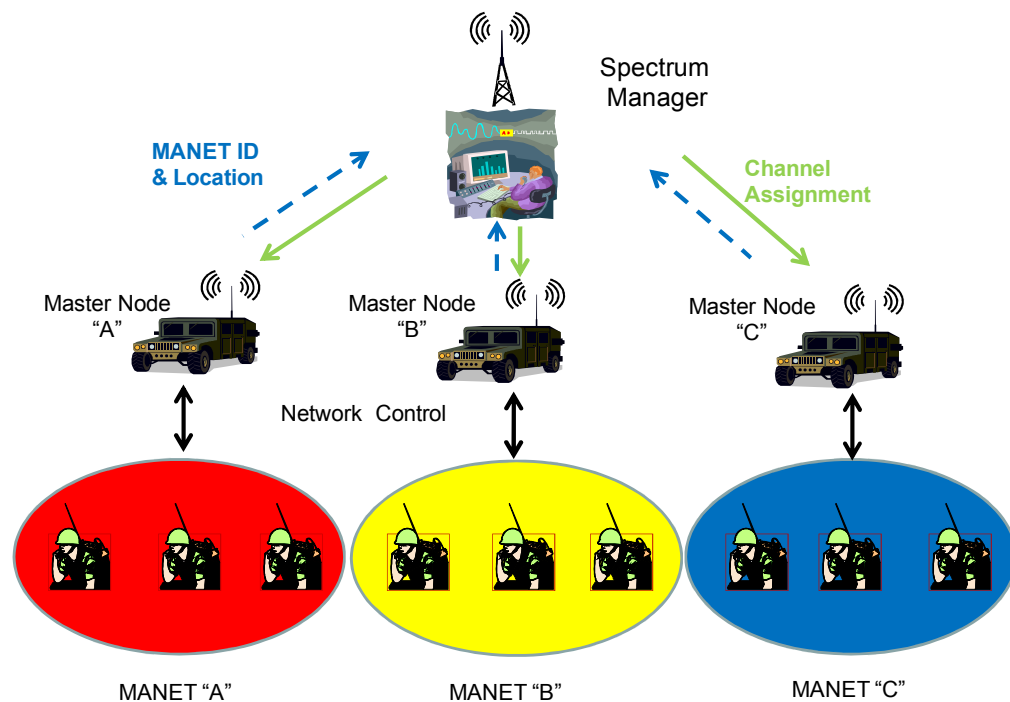 Spectrum
Manager
MANET ID
& Location
Channel
Assignment
Master Node
“A”
Master Node
“B”
Master Node
“C”
Network Control
MANET “A”
MANET “B”
MANET “C”